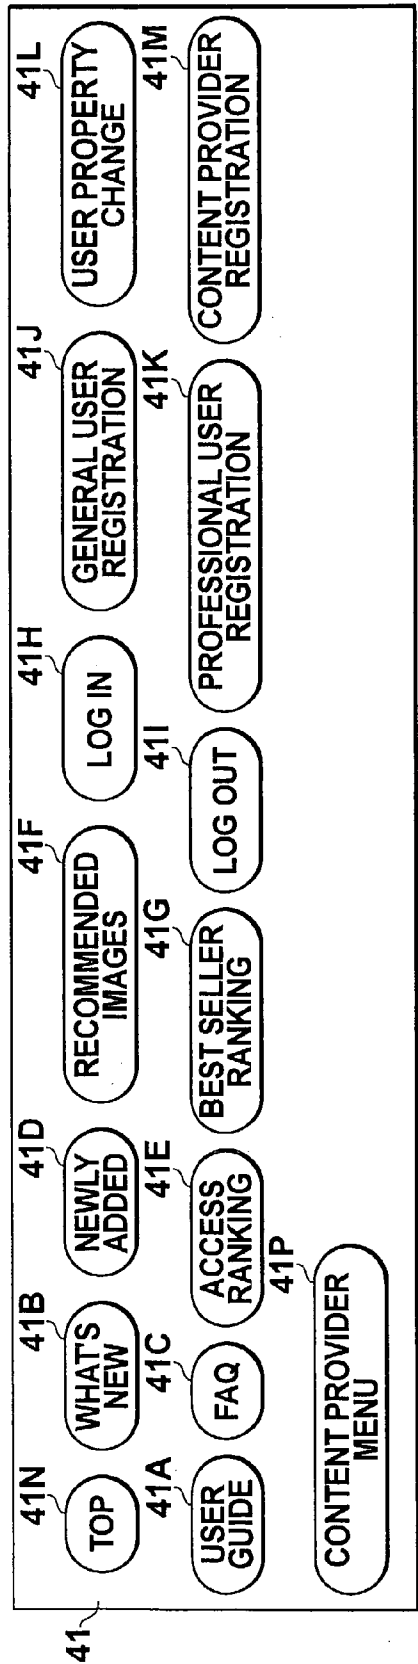 41
41N
TOP
41B
WHAT'S
NEW
41D
NEWLY
ADDED
41F
RECOMMENDED
IMAGES
41H
LOG IN
41J
GENERAL USER
REGISTRATION
41L
USER PROPERTY
CHANGE
41A
USER
GUIDE
41C
FAQ
41E
ACCESS
RANKING
41G
BEST SELLER
RANKING
41I
LOG OUT
41K
PROFESSIONAL USER
REGISTRATION
41M
CONTENT PROVIDER
REGISTRATION
41P
CONTENT PROVIDER
MENU